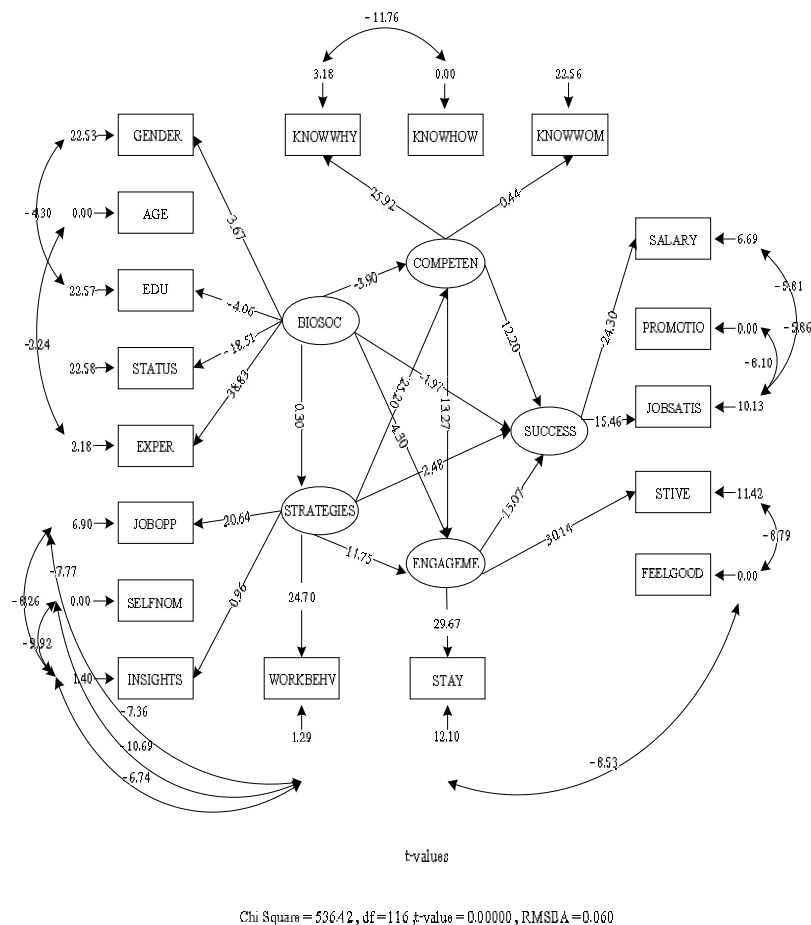 -11.76
3.18
0.00
22.56
22.53
GENDER
KNOWWHY
KNOWHOW
KNOWWOM
-4.30
0.00
AGE
3.67
25.92
0.44
SALARY
6.69
COMPETEN
22.57
EDU
-4.06
-3.90
-5.81
BIOSOC
PROMOTIO
0.00
-5.86
-2.24
22.58
STATUS
-18.51
12.20
-24.30
-8.10
38.83
-1.97
25.20
JOBSATIS
10.13
0.30
13.27
15.46
2.18
EXPER
4.30
SUCCESS
2.48
STIVE
11.42
6.90
JOBOPP
20.64
STRATEGIES
15.07
30.14
-8.79
14.75
-7.77
ENGAGEME
FEELGOOD
0.00
-8.26
0.00
SELFNOM
0.96
24.70
29.67
-9.92
1.40
INSIGHTS
WORKBEHV
STAY
-7.36
1.29
12.10
-10.69
-6.74
-8.53
t-values
Chi Square = 536.42, df=116 ,t-value = 0.00000, RMSEA = 0.060